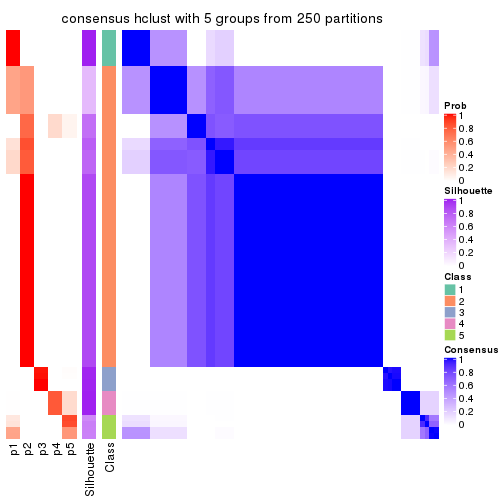 consensus hclust with 5 groups from 250 partitions
Prob
1
0.8
0.6
0.4
0.2
0
Silhouette
1
0.8
0.6
0.4
0.2
0
Class
1
2
3
4
5
Consensus
1
0.8
0.6
0.4
0.2
0
p1
p2
p3
p4
p5
Silhouette
Class